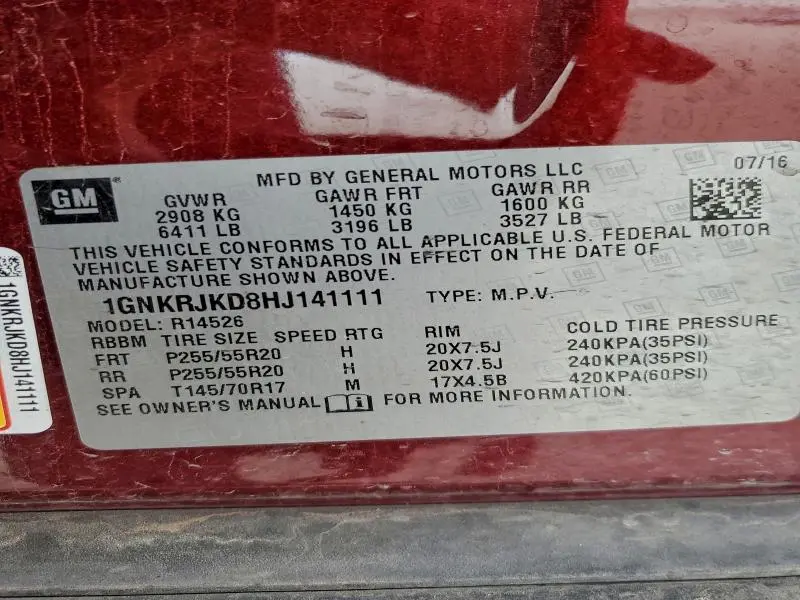 MFD BY GENERAL MOTORS LLC
07/16
GM
GVWR GAWR FRT GAWR RR
2908 KG 1450 KG 1600 KG
6411 LB 3196 LB 3527 LB
THIS VEHICLE CONFORMS TO ALL APPLICABLE U.S. FEDERAL MOTOR
VEHICLE SAFETY STANDARDS IN EFFECT ON THE DATE OF
MANUFACTURE SHOWN ABOVE.
1GNKRJKD8HJ141111 TYPE: M.P.V.
MODEL: R14526
RBBM TIRE SIZE SPEED RTG RIM COLD TIRE PRESSURE
FRT P255/55R20 H 20X7.5J 240KPA(35PSI)
RR P255/55R20 H 20X7.5J 240KPA(35PSI)
SPA T145/70R17 M 17X4.5B 420KPA(60PSI)
SEE OWNER'S MANUAL FOR MORE INFORMATION.
1GNKRJKD8HJ141111